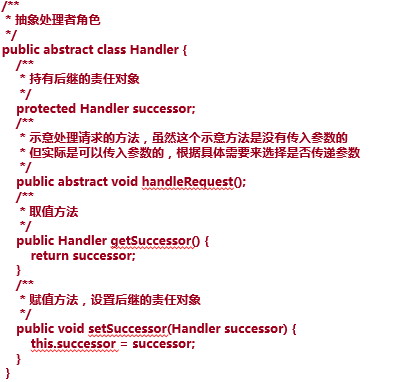 /**
 * 抽象处理者角色
 */
public abstract class Handler {
    /**
     * 持有后继的责任对象
     */
    protected Handler successor;
    /**
     * 示意处理请求的方法，虽然这个示意方法是没有传入参数的
     * 但实际是可以传入参数的，根据具体需要来选择是否传递参数
     */
    public abstract void handleRequest();
    /**
     * 取值方法
     */
    public Handler getSuccessor() {
        return successor;
    }
    /**
     * 赋值方法，设置后继的责任对象
     */
    public void setSuccessor(Handler successor) {
        this.successor = successor;
    }
}